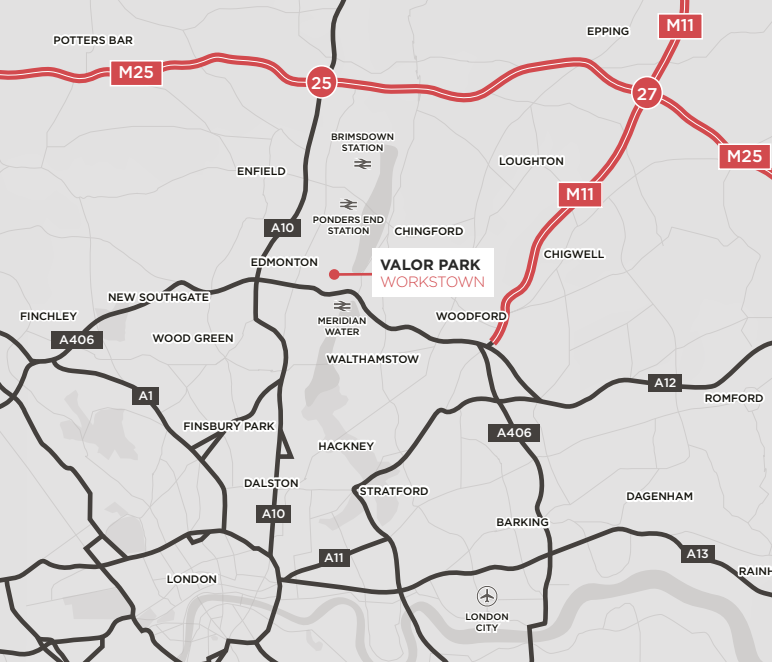 M11
EPPING
POTTERS BAR
M25
25
27
BRIMSDOWN
STATION
M25
LOUGHTON
ENFIELD
M11
PONDERS END
STATION
A10
CHINGFORD
CHIGWELL
EDMONTON
VALOR PARK
WORKSTOWN
NEW SOUTHGATE
FINCHLEY
MERIDIAN
WATER
WOODFORD
A406
WOOD GREEN
WALTHAMSTOW
A12
A1
ROMFORD
FINSBURY PARK
A406
HACKNEY
DALSTON
STRATFORD
DAGENHAM
A10
BARKING
A11
A13
RAINH
LONDON
LONDON
CITY